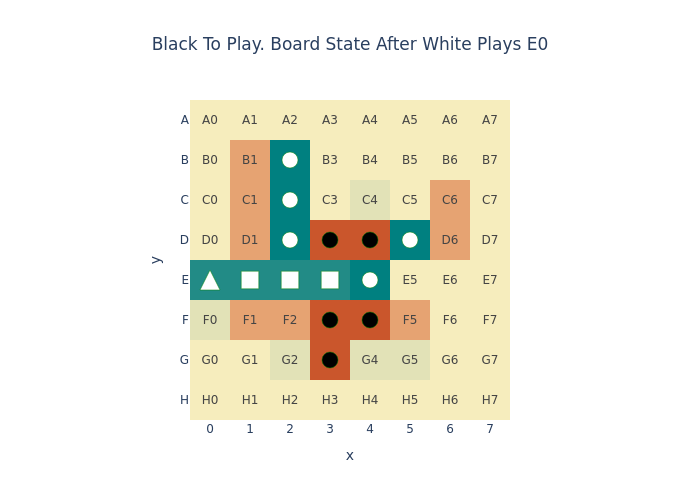 Black To Play. Board State After White Plays E0
A A0 A1 A2 A3 A4 A5 A6 A7
B B0 B1 B3 B4 B5 B6 B7
C C0 C1 C3 C4 C5 C6 C7
D D0 D1 D6 D7
y
E E5 E6 E7
F F0 F1 F2 F5 F6 F7
G G0 G1 G2 G4 G5 G6 G7
H H0 H1 H2 H3 H4 H5 H6 H7
0 1 2 3 4 5 6 7
x